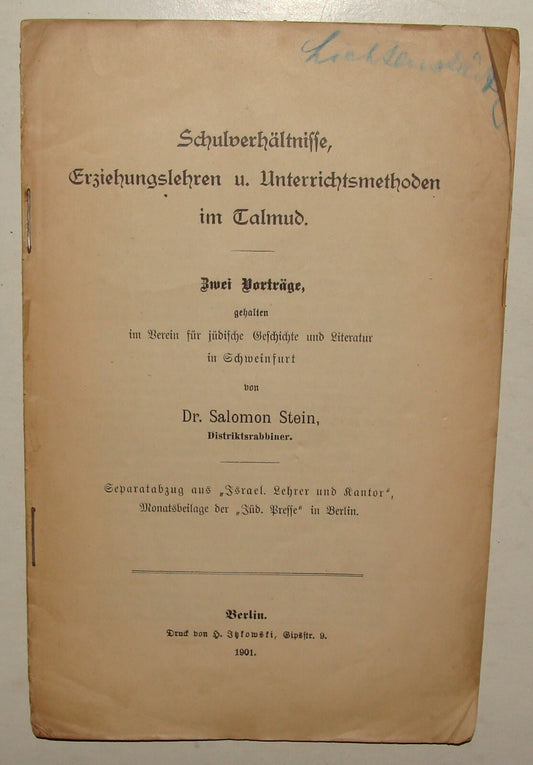 Schulverhältnisse,
Erziehungslehren u. Unterrichtsmethoden
im Talmud.
Zwei Vorträge,
gehalten
im Verein für jüdische Geschichte und Literatur
in Schweinfurt
von
Dr. Salomon Stein,
Distriktsrabbiner.
Separatabzug aus „Israel. Lehrer und Kantor“,
Monatsbeilage der „Jüd. Presse“ in Berlin.
Berlin.
Druck von H. Itzkowski, Gipsstr. 9.
1901.